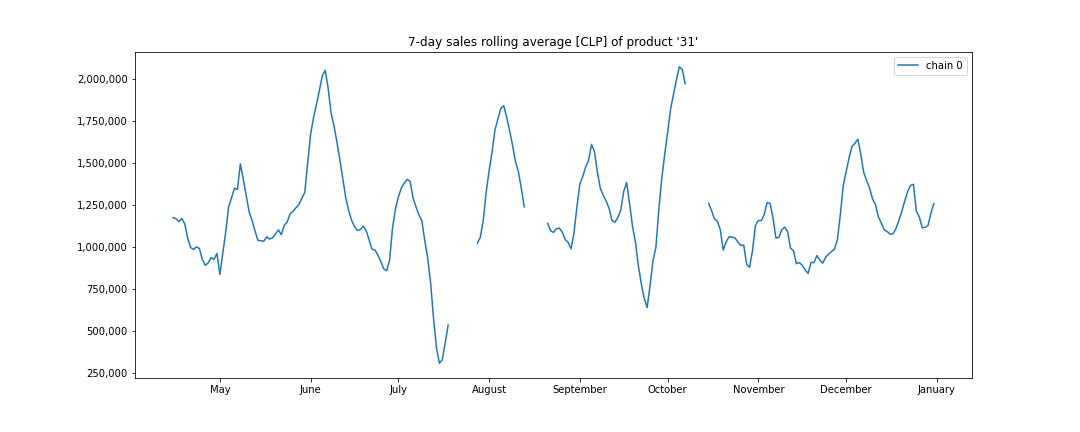 7-day sales rolling average [CLP] of product '31'
chain 0
2,000,000
1,750,000
1,500,000
1,250,000
1,000,000
750,000
500,000
250,000
May June July August September October November December January